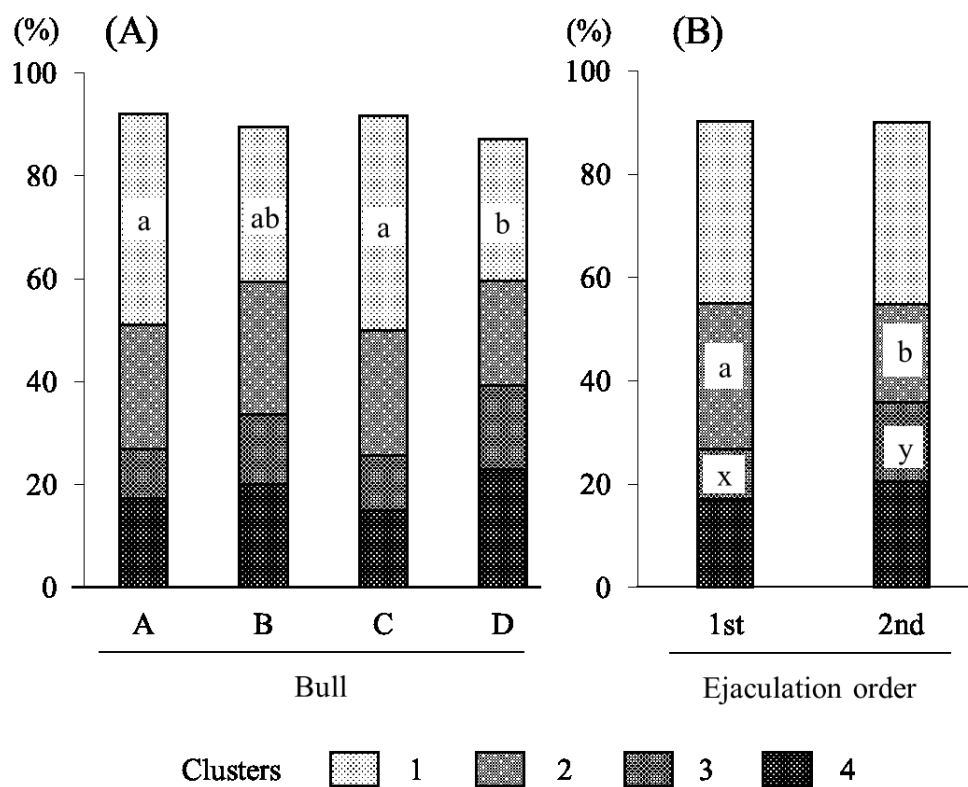 (%) (A)
100
80
60
40
20
0
a
ab
a
b
A B C D
Bull
(%) (B)
100
80
60
40
20
0
a
x
b
y
1st 2nd
Ejaculation order
Clusters 1 2 3 4